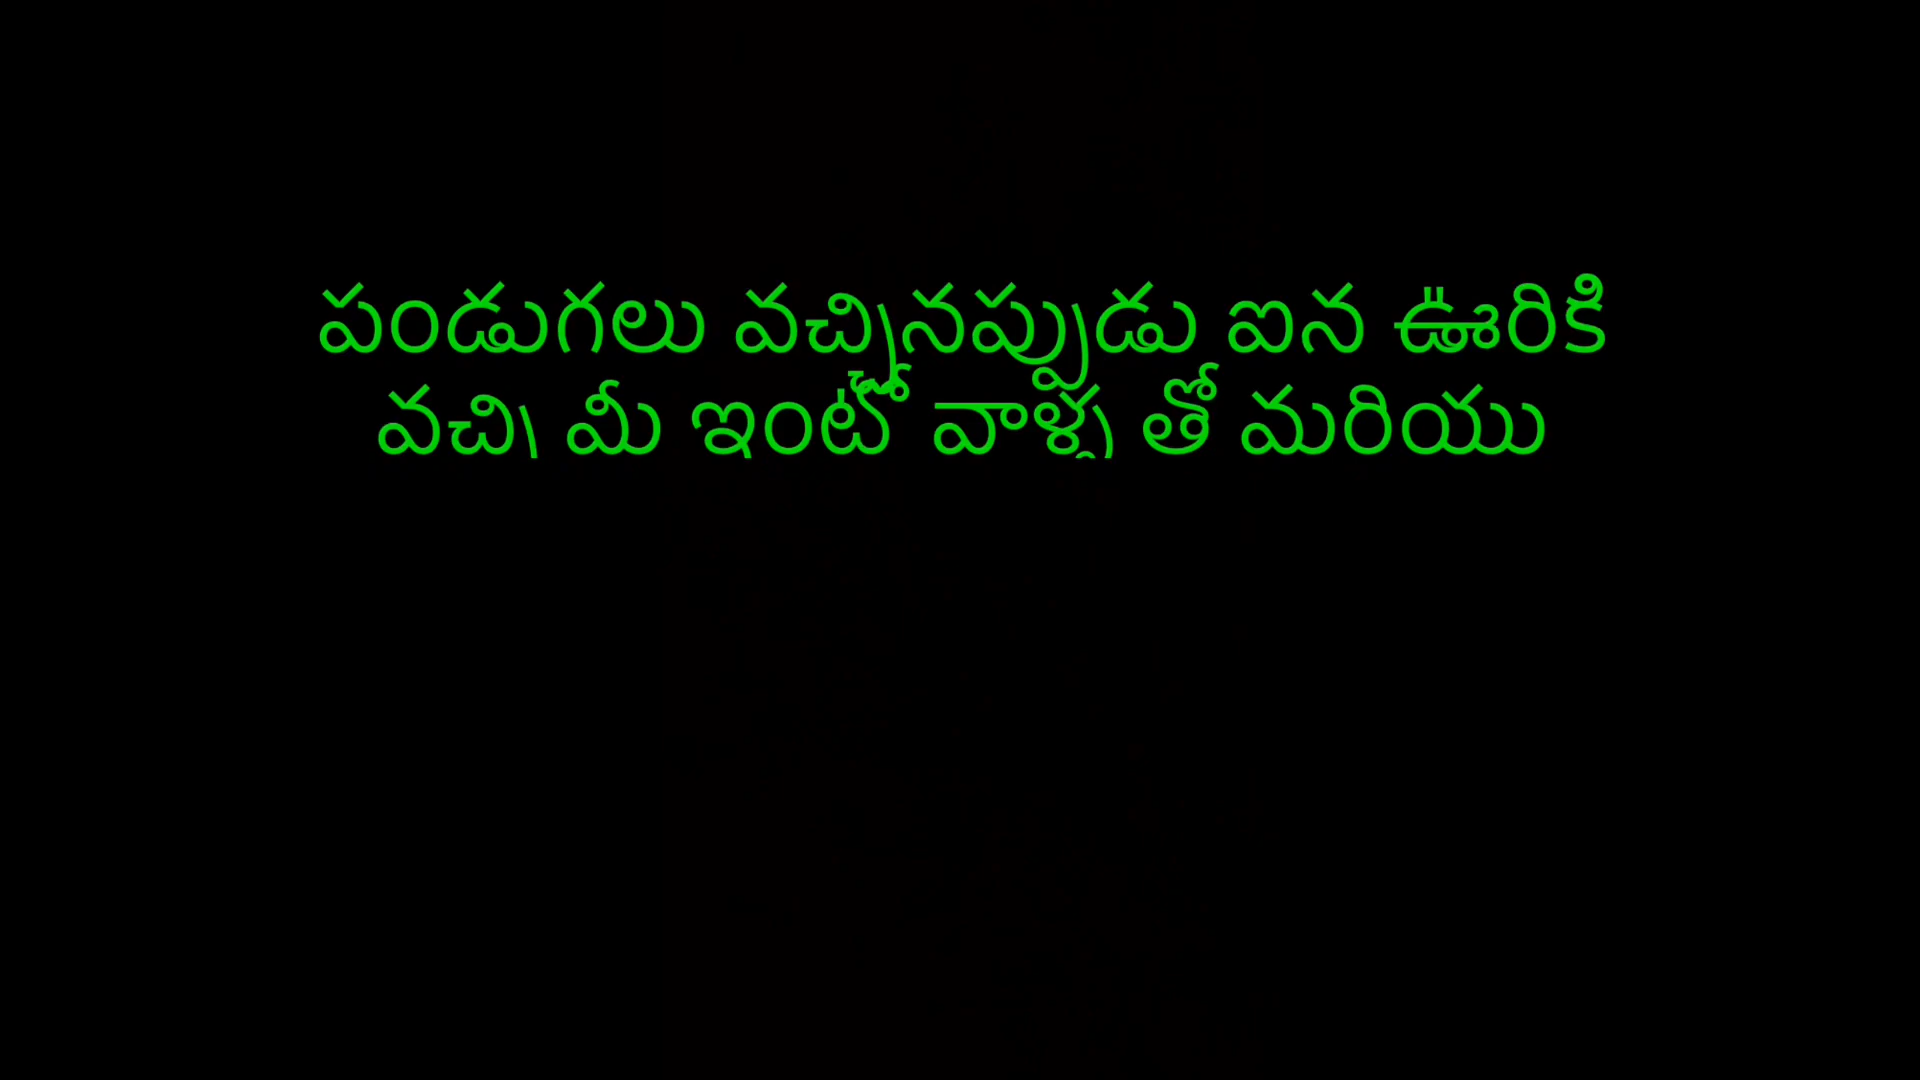 పండుగలు వచ్చినప్పుడు ఐన ఊరికి
వచ్చి మీ ఇంట్లో వాళ్ళ తో మరియు